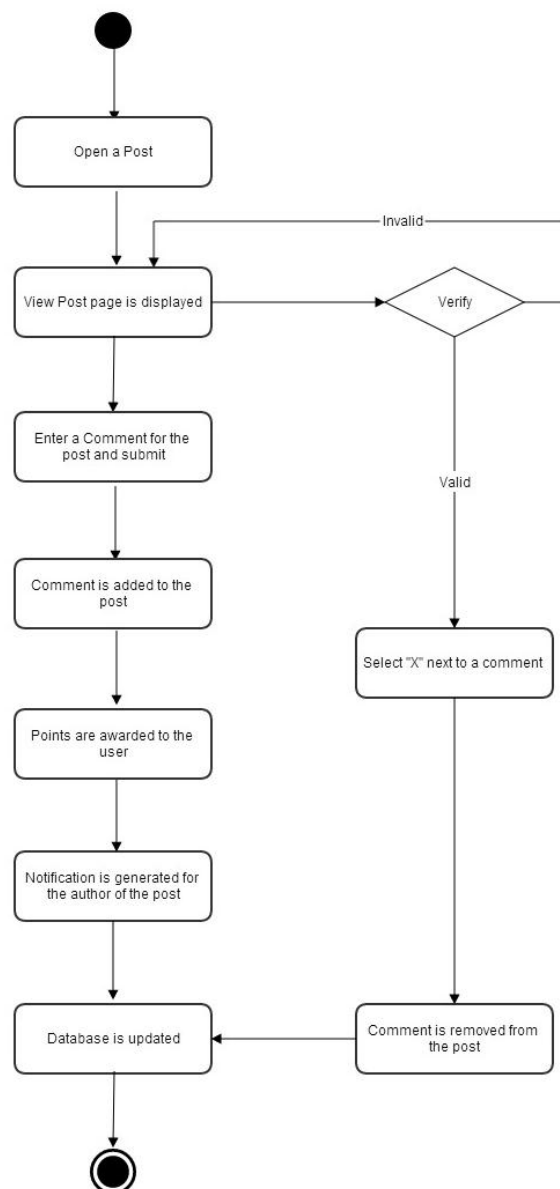 Open a Post
Invalid
View Post page is displayed
Verify
Enter a Comment for the
post and submit
Valid
Comment is added to the
post
Select "X" next to a comment
Points are awarded to the
user
Notification is generated for
the author of the post
Database is updated
Comment is removed from
the post